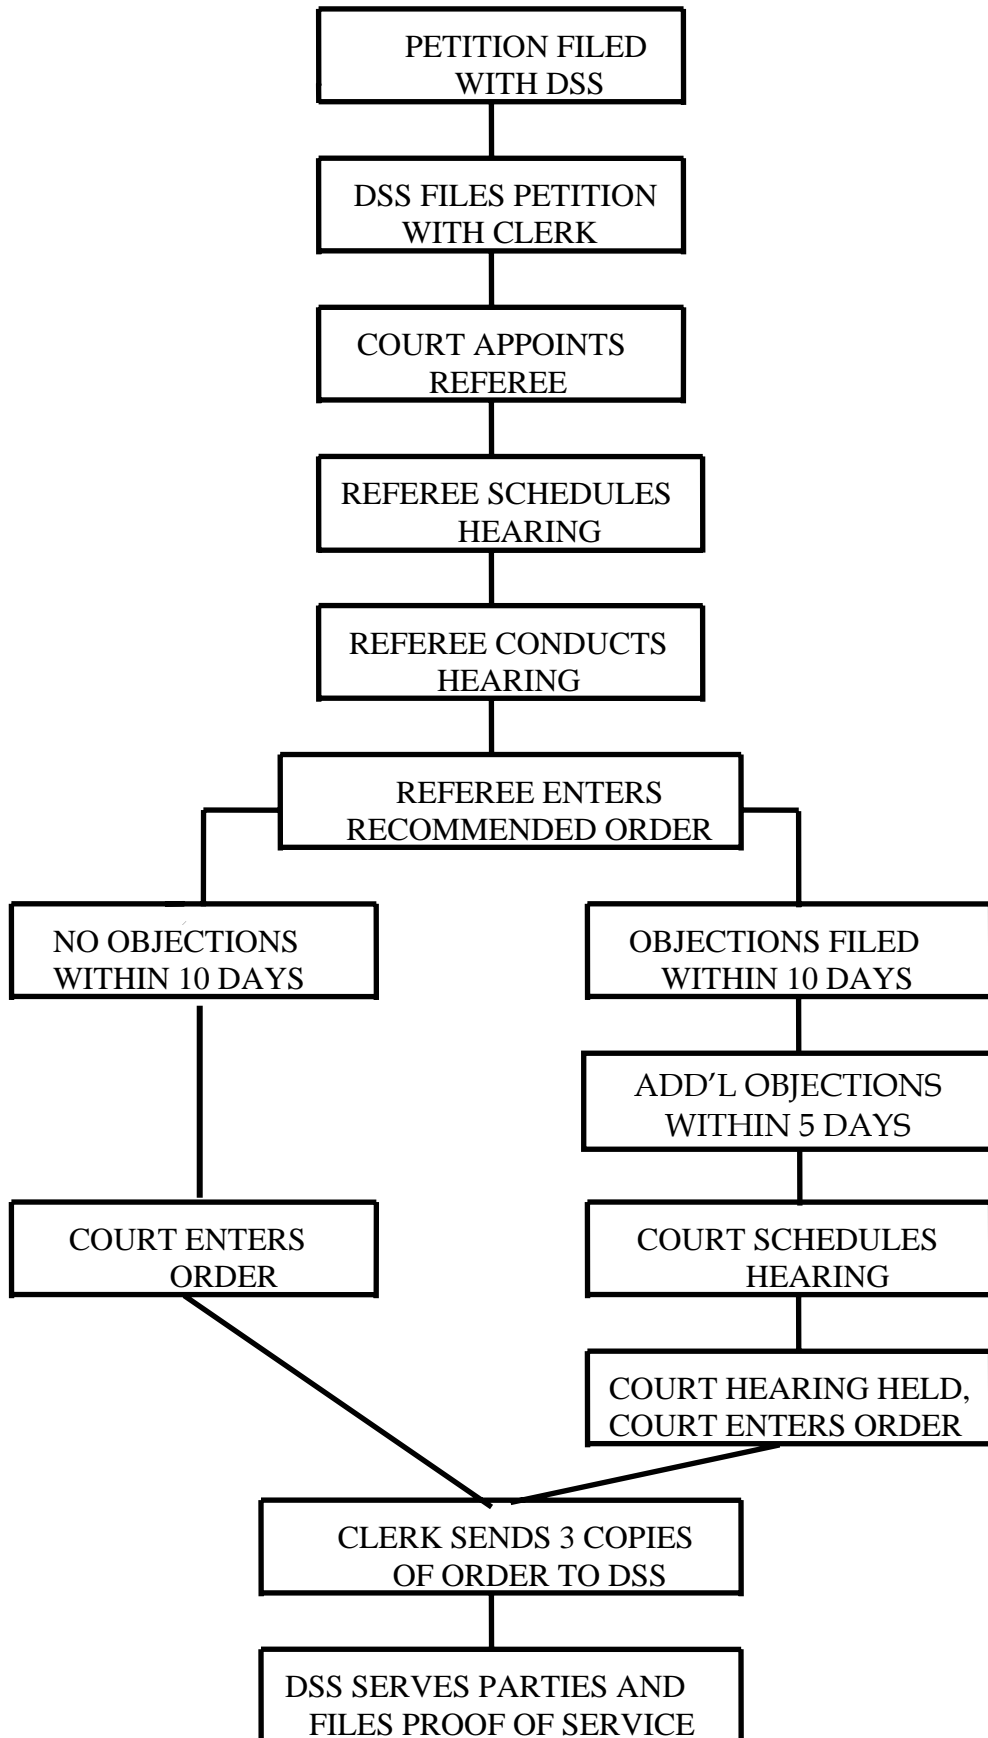 PETITION FILED
WITH DSS
DSS FILES PETITION
WITH CLERK
COURT APPOINTS
REFEREE
REFEREE SCHEDULES
HEARING
REFEREE CONDUCTS
HEARING
REFEREE ENTERS
RECOMMENDED ORDER
NO OBJECTIONS
WITHIN 10 DAYS
OBJECTIONS FILED
WITHIN 10 DAYS
ADD'L OBJECTIONS
WITHIN 5 DAYS
COURT ENTERS
ORDER
COURT SCHEDULES
HEARING
COURT HEARING HELD,
COURT ENTERS ORDER
CLERK SENDS 3 COPIES
OF ORDER TO DSS
DSS SERVES PARTIES AND
FILES PROOF OF SERVICE